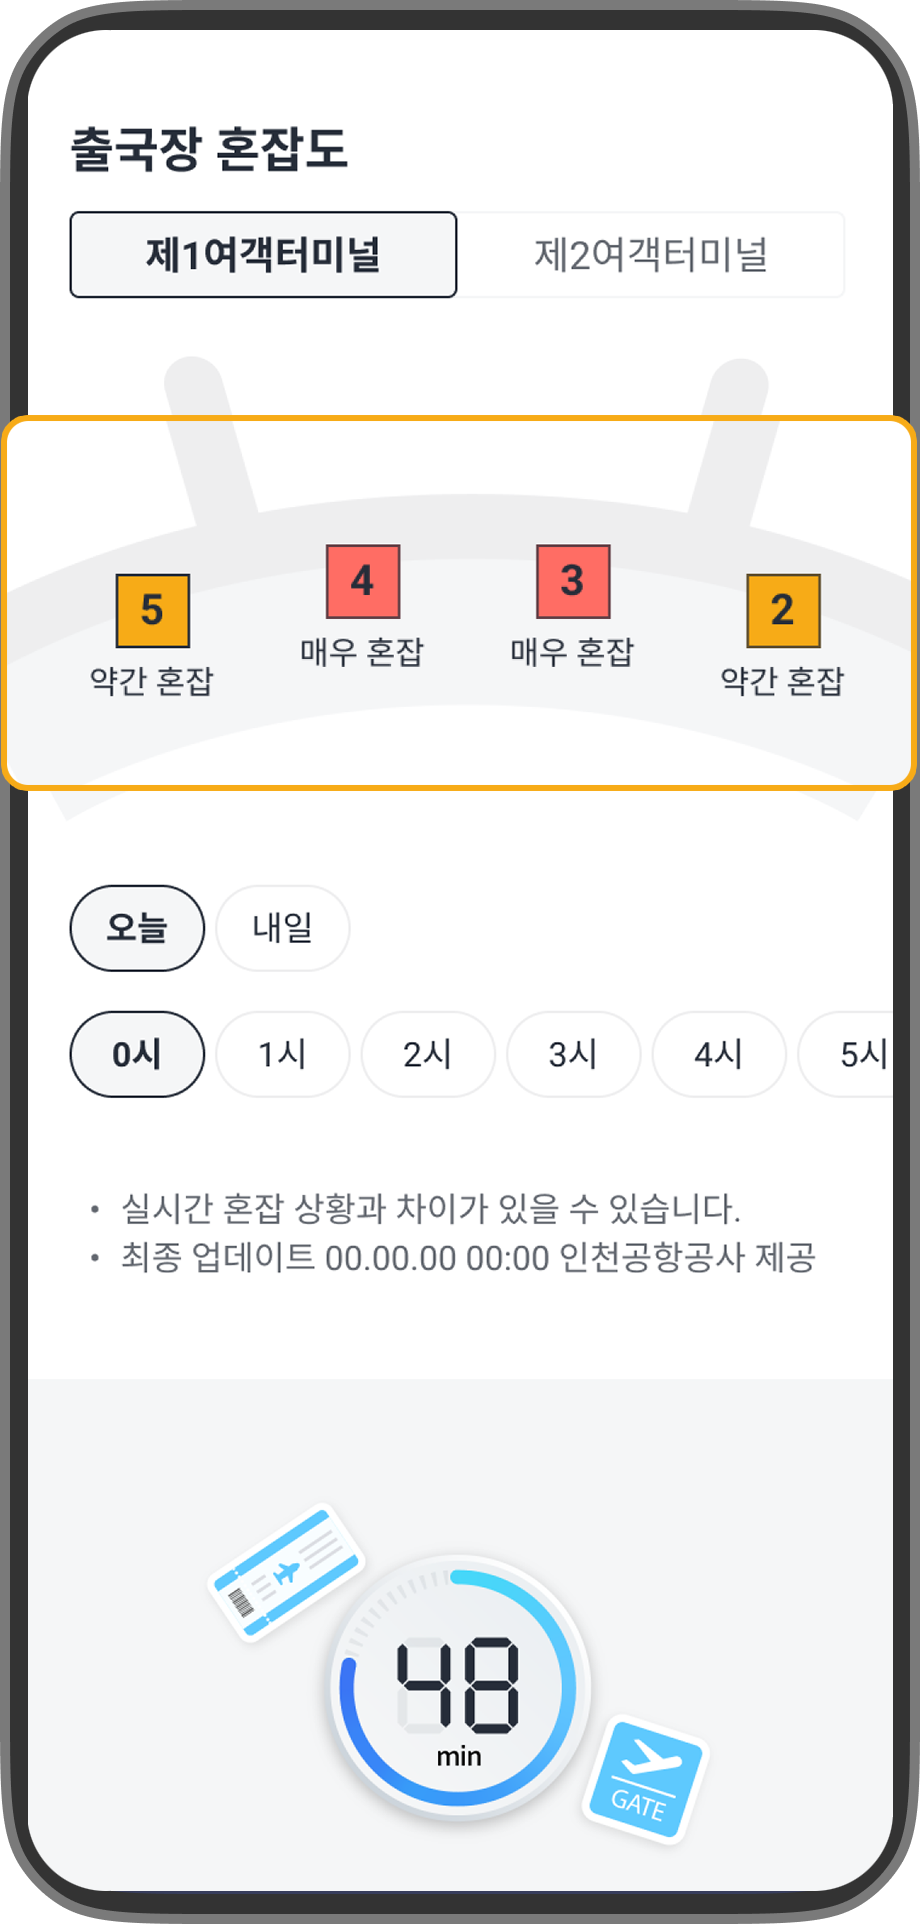 출국장 혼잡도
제1여객터미널 제2여객터미널
5 4 3 2
약간 혼잡 매우 혼잡 매우 혼잡 약간 혼잡
오늘 내일
0시 1시 2시 3시 4시 5시
• 실시간 혼잡 상황과 차이가 있을 수 있습니다.
• 최종 업데이트 00.00.00 00:00 인천공항공사 제공
48
min
GATE